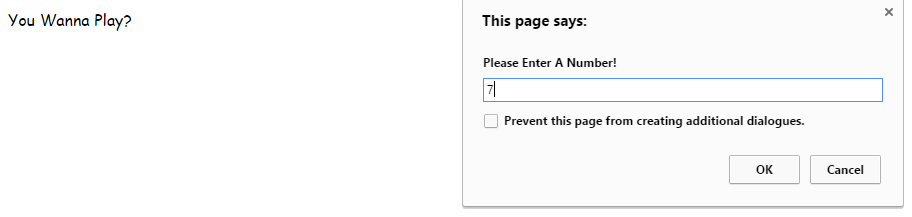 You Wanna Play?
This page says:
Please Enter A Number!
7
Prevent this page from creating additional dialogues.
OK Cancel